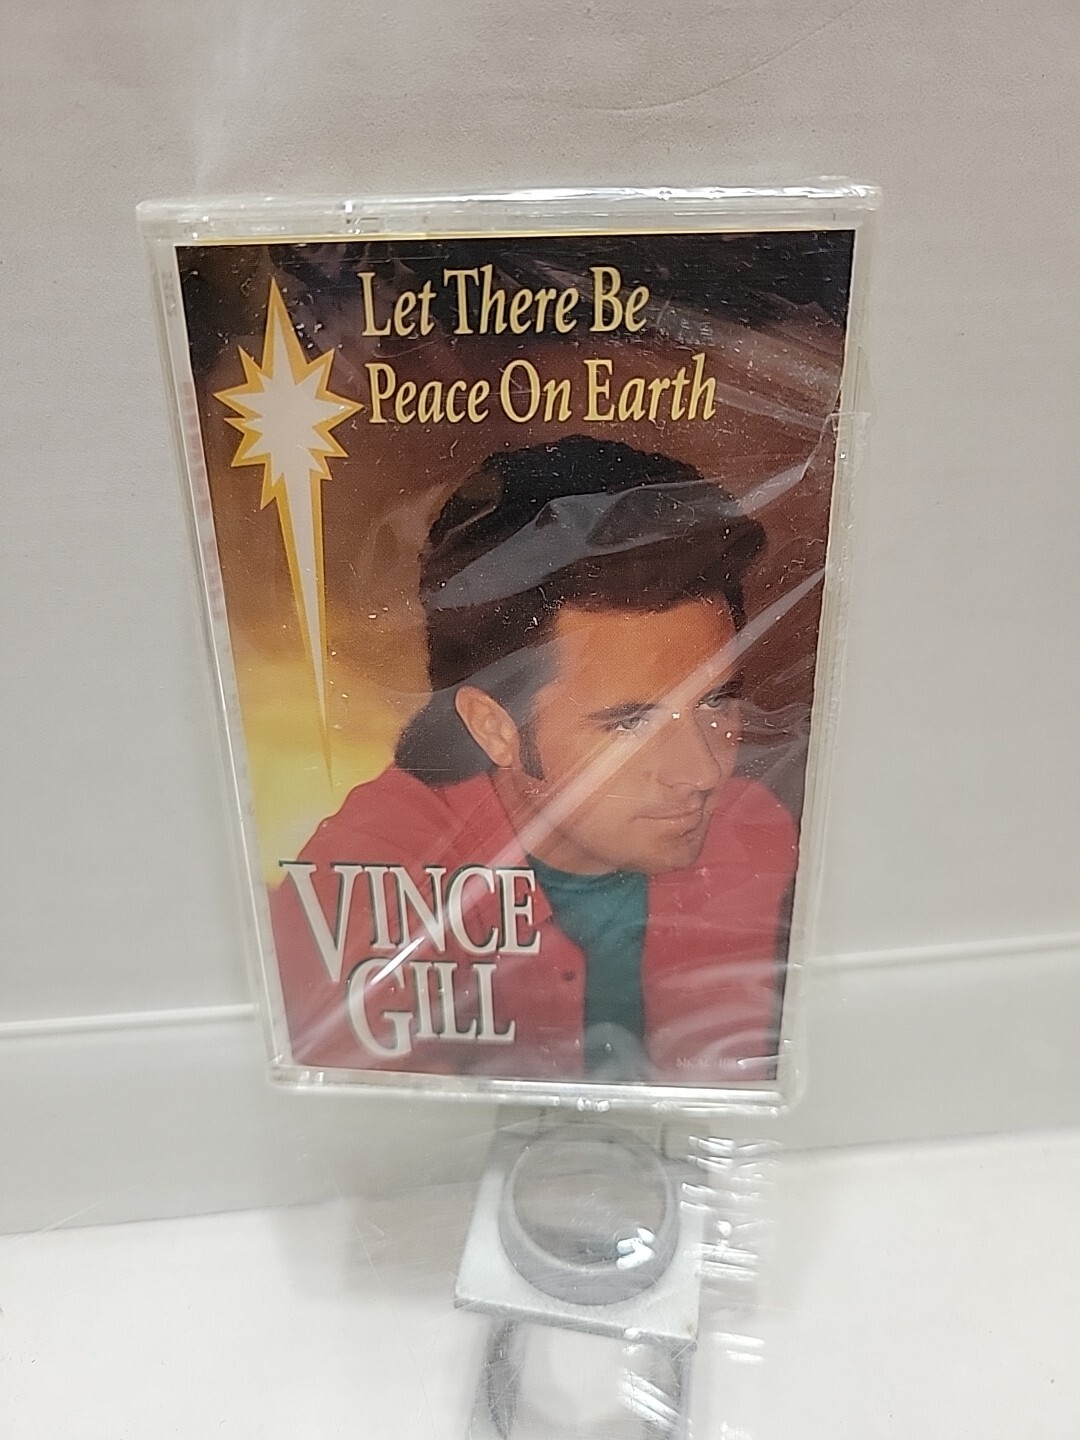 Let There Be
Peace On Earth
VINCE
GILL